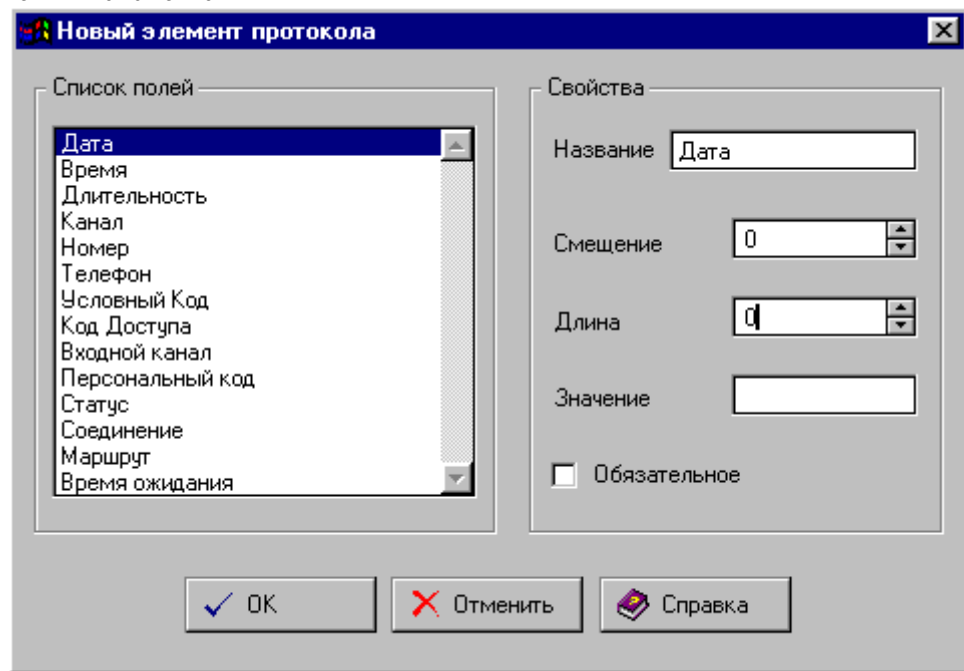 Новый элемент протокола
Список полей
Дата
Время
Длительность
Канал
Номер
Телефон
Условный Код
Код Доступа
Входной канал
Персональный код
Статус
Соединение
Маршрут
Время ожидания
Свойства
Название Дата
Смещение 0
Длина 0
Значение
Обязательное
OK Отменить Справка